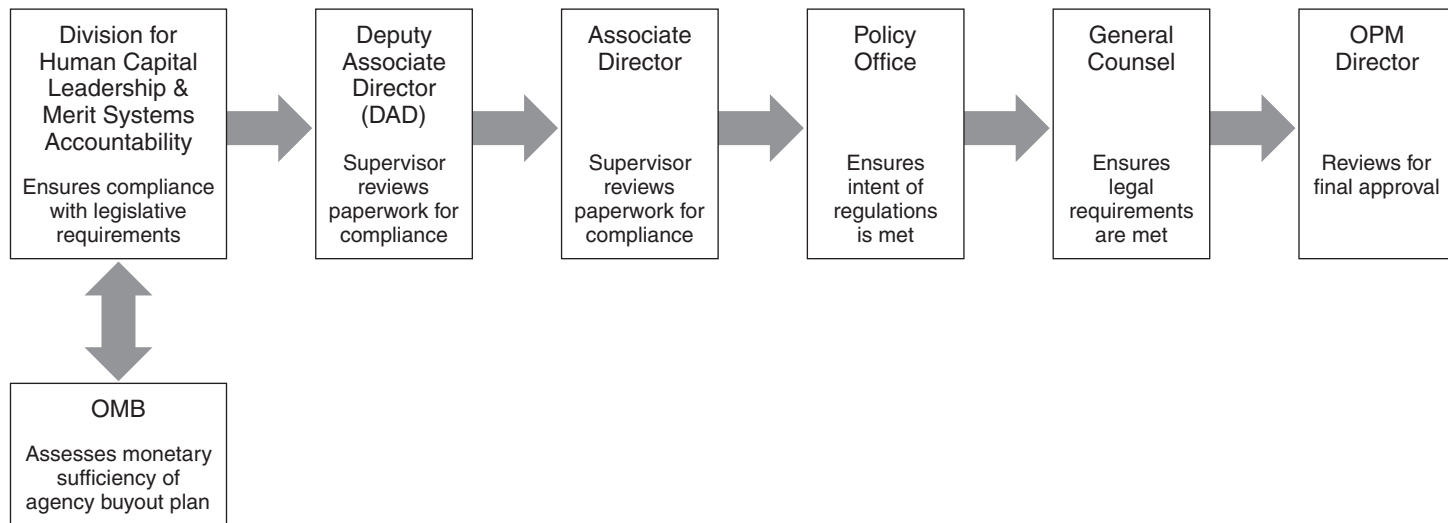 Division for
Human Capital
Leadership &
Merit Systems
Accountability
Ensures compliance
with legislative
requirements
Deputy
Associate
Director
(DAD)
Supervisor
reviews
paperwork for
compliance
Associate
Director
Supervisor
reviews
paperwork for
compliance
Policy
Office
Ensures
intent of
regulations
is met
General
Counsel
Ensures
legal
requirements
are met
OPM
Director
Reviews for
final approval
OMB
Assesses monetary
sufficiency of
agency buyout plan